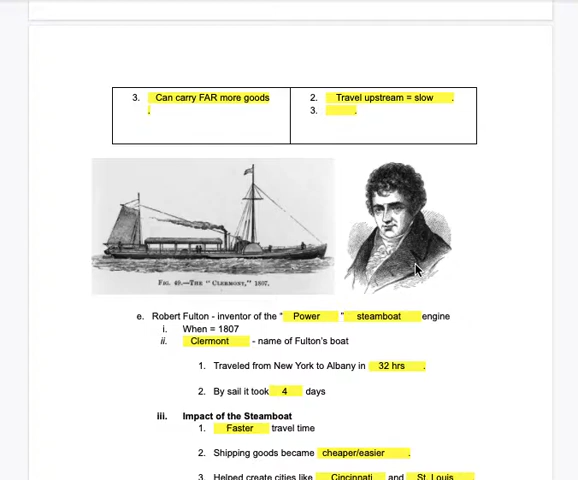 3. Can carry FAR more goods
.
2. Travel upstream = slow .
3. .
FIG. 49.—THE "CLERMONT," 1807.
e. Robert Fulton - inventor of the " Power " steamboat engine
i. When = 1807
ii. Clermont - name of Fulton's boat
1. Traveled from New York to Albany in 32 hrs .
2. By sail it took 4 days
iii. Impact of the Steamboat
1. Faster travel time
2. Shipping goods became cheaper/easier .
3. Helped create cities like Cincinnati and St. Louis